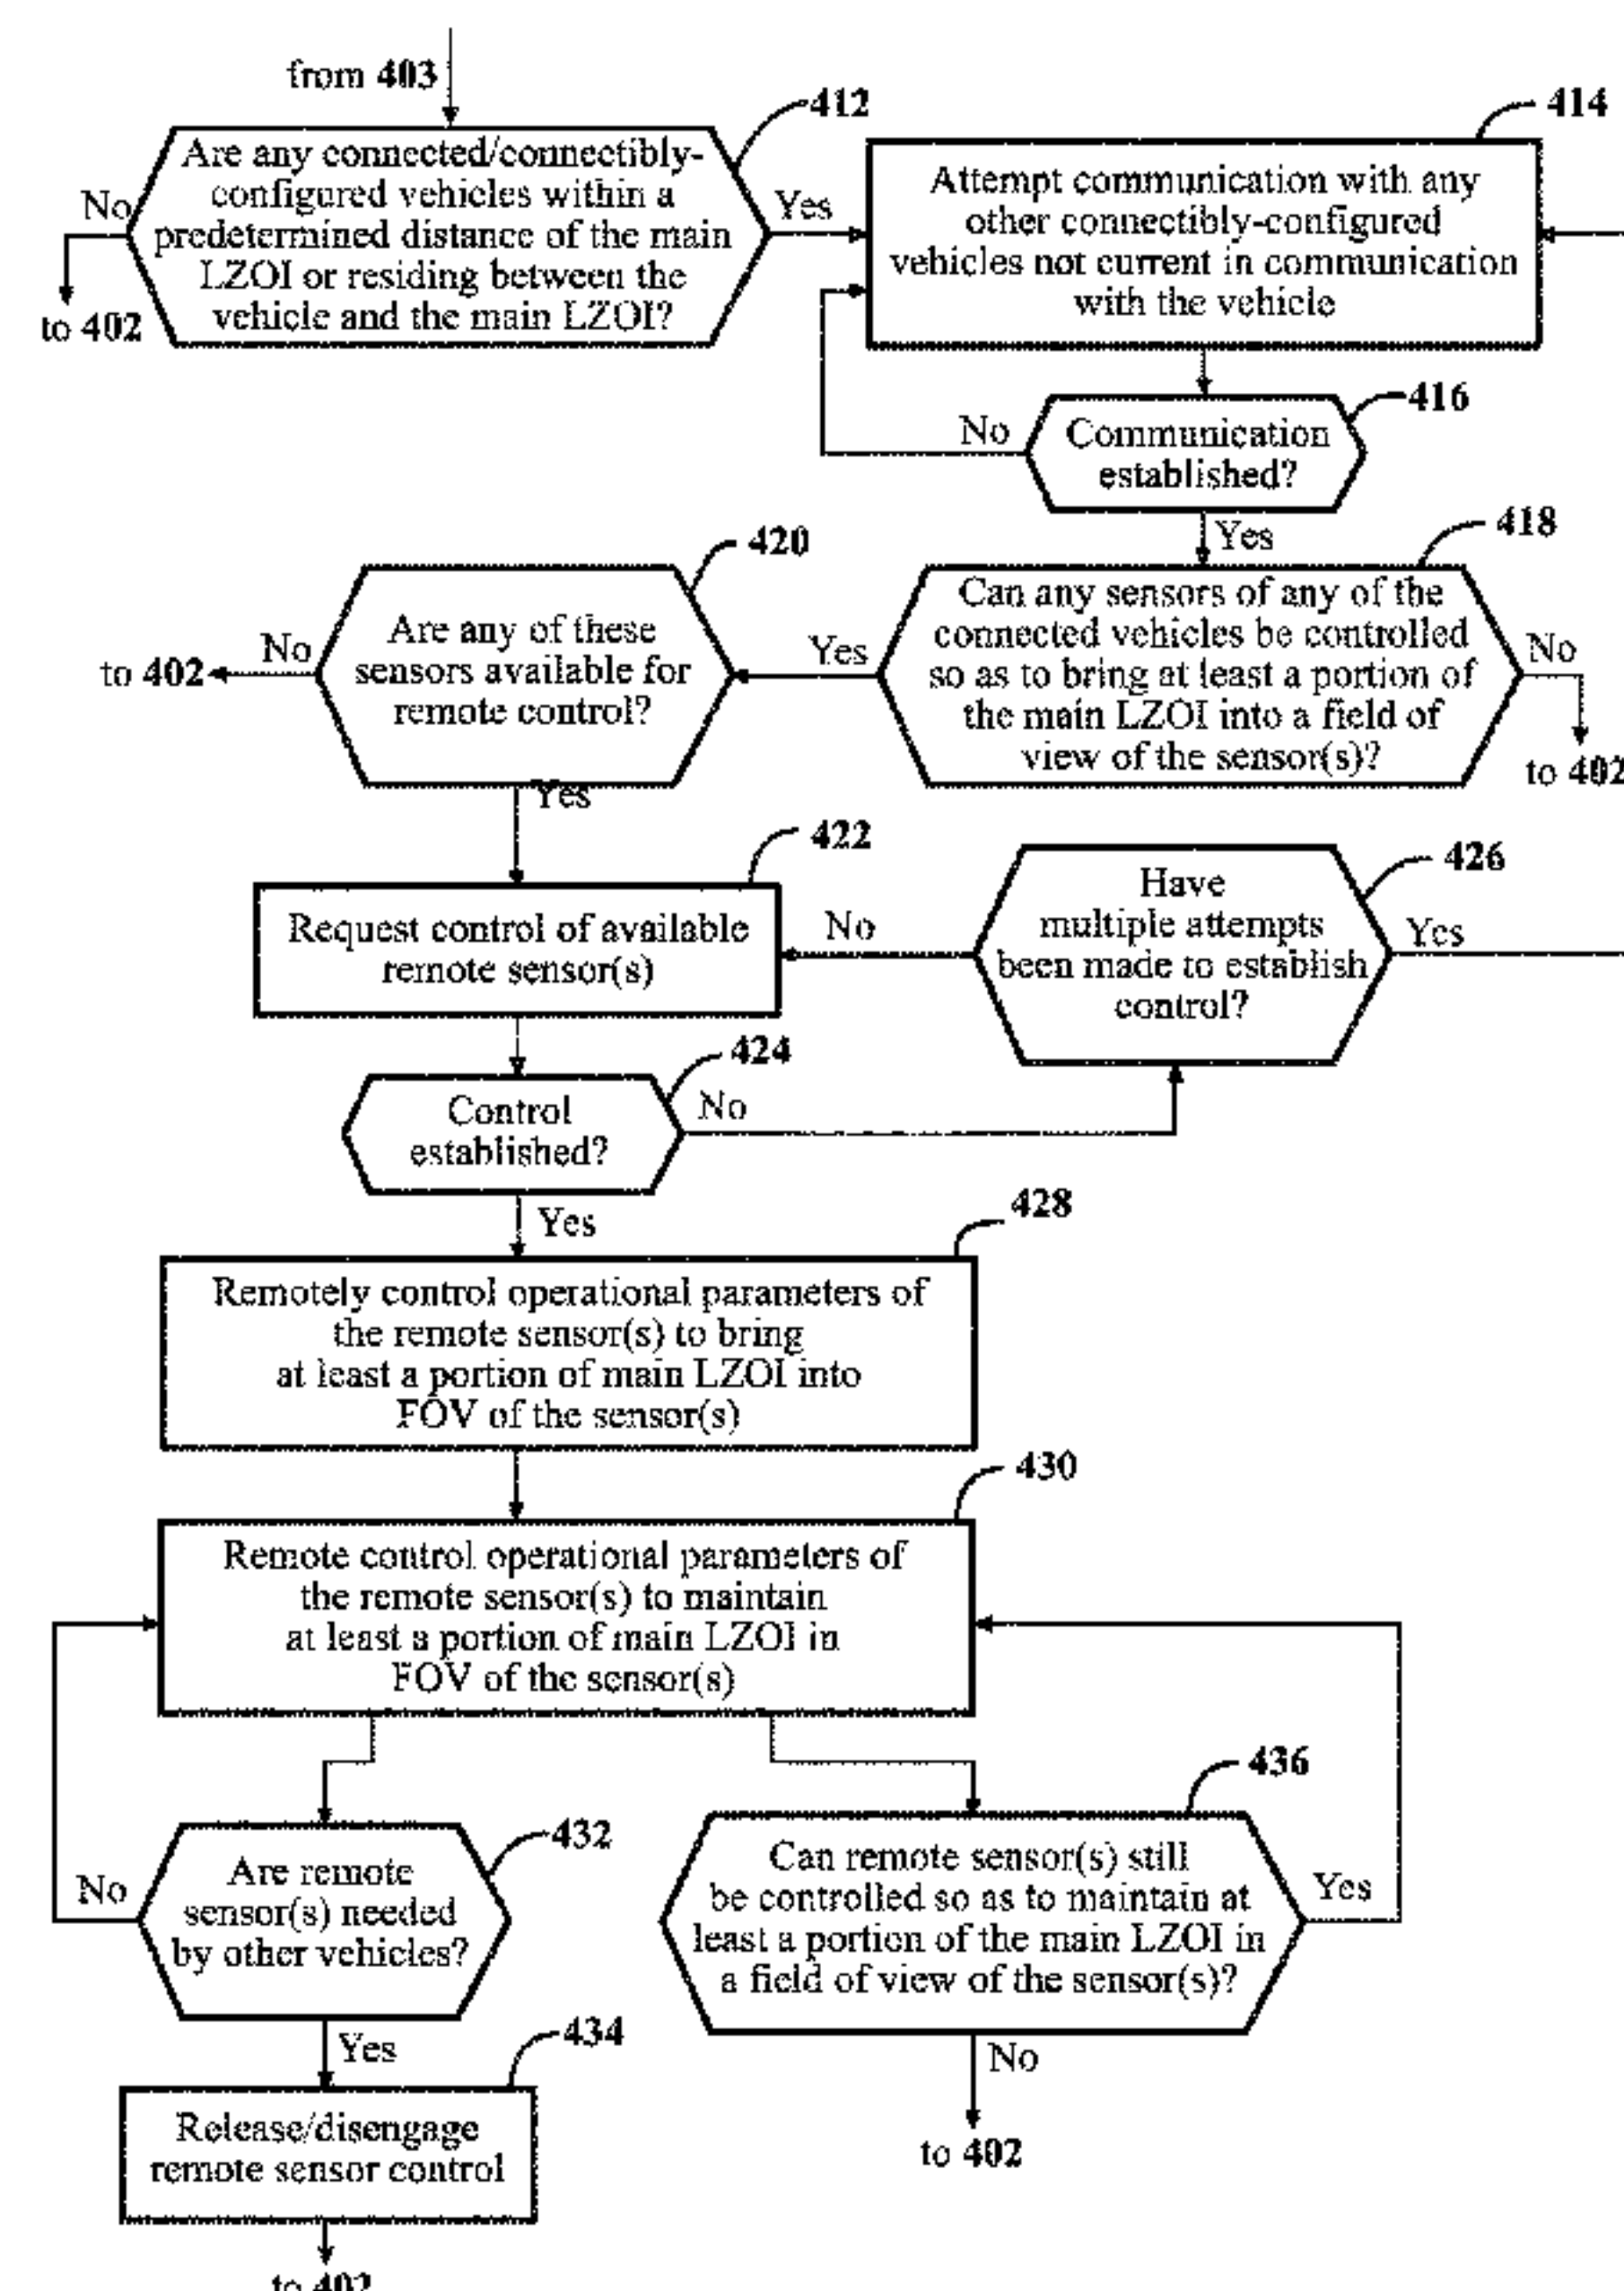 from 403
412
Are any connected/connectibly-
configured vehicles within a
predetermined distance of the main
LZOI or residing between the
vehicle and the main LZOI?
No
to 402
Yes
414
Attempt communication with any
other connectibly-configured
vehicles not current in communication
with the vehicle
416
Communication
established?
No
Yes
418
Can any sensors of any of the
connected vehicles be controlled
so as to bring at least a portion of
the main LZOI into a field of
view of the sensor(s)?
No
to 402
Yes
420
Are any of these
sensors available for
remote control?
No
to 402
Yes
422
Request control of available
remote sensor(s)
426
Have
multiple attempts
been made to establish
control?
No
Yes
424
Control
established?
No
Yes
428
Remotely control operational parameters of
the remote sensor(s) to bring
at least a portion of main LZOI into
FOV of the sensor(s)
430
Remote control operational parameters of
the remote sensor(s) to maintain
at least a portion of main LZOI in
FOV of the sensor(s)
432
Are remote
sensor(s) needed
by other vehicles?
No
Yes
434
Release/disengage
remote sensor control
to 402
436
Can remote sensor(s) still
be controlled so as to maintain at
least a portion of the main LZOI in
a field of view of the sensor(s)?
Yes
No
to 402